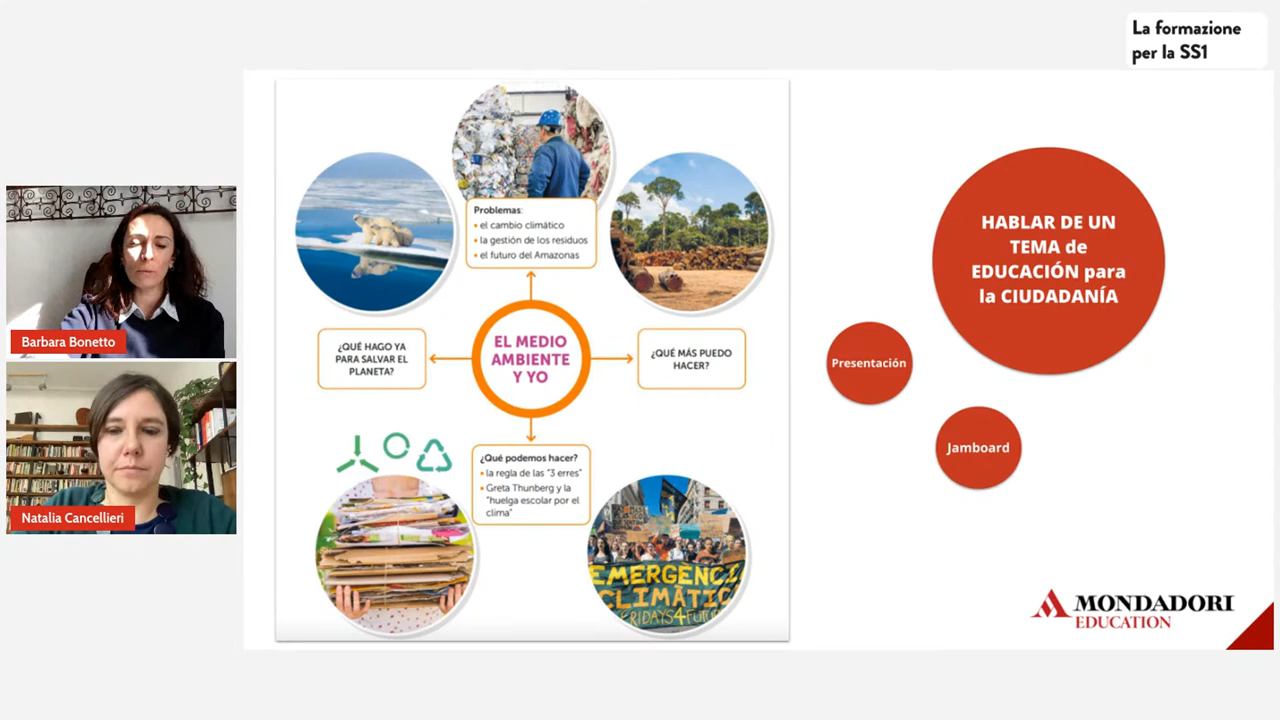 La formazione
per la SS1
Barbara Bonetto
Natalia Cancellieri
Problemas:
• el cambio climático
• la gestión de los residuos
• el futuro del Amazonas
¿QUÉ HAGO YA
PARA SALVAR EL
PLANETA?
EL MEDIO
AMBIENTE
Y YO
¿QUÉ MÁS PUEDO
HACER?
¿Qué podemos hacer?
• la regla de las "3 erres"
• Greta Thunberg y la
"huelga escolar por el
clima"
EMERGÈNCI
CLIMÀTIC
FRIDAYS4FUTU
HABLAR DE UN
TEMA de
EDUCACIÓN para
la CIUDADANÍA
Presentación
Jamboard
MONDADORI
EDUCATION